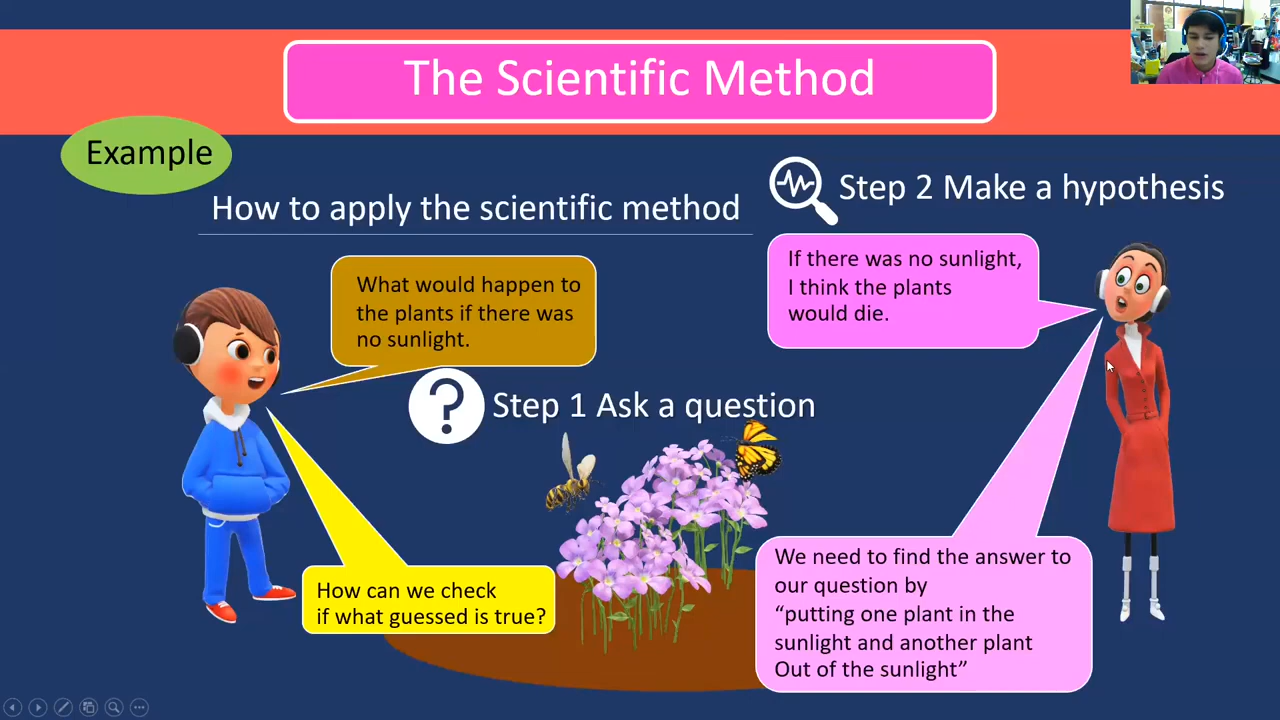 The Scientific Method
Example
How to apply the scientific method
What would happen to
the plants if there was
no sunlight.
Step 1 Ask a question
Step 2 Make a hypothesis
If there was no sunlight,
I think the plants
would die.
How can we check
if what guessed is true?
We need to find the answer to
our question by
“putting one plant in the
sunlight and another plant
Out of the sunlight”